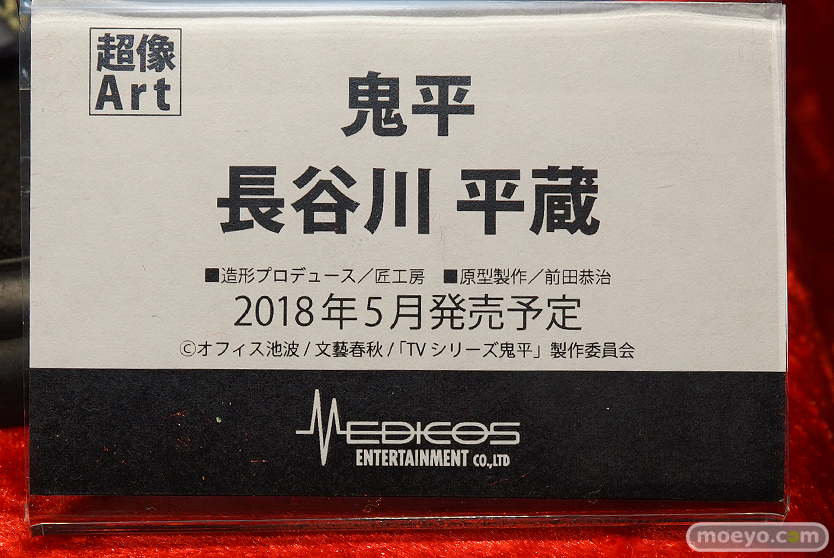 超像
Art
鬼平
長谷川 平蔵
■造形プロデュース／匠工房 ■原型製作／前田恭治
2018年5月発売予定
©オフィス池波/文藝春秋/「TVシリーズ鬼平」製作委員会
MEDICOS
ENTERTAINMENT CO.,LTD
moeyo.com